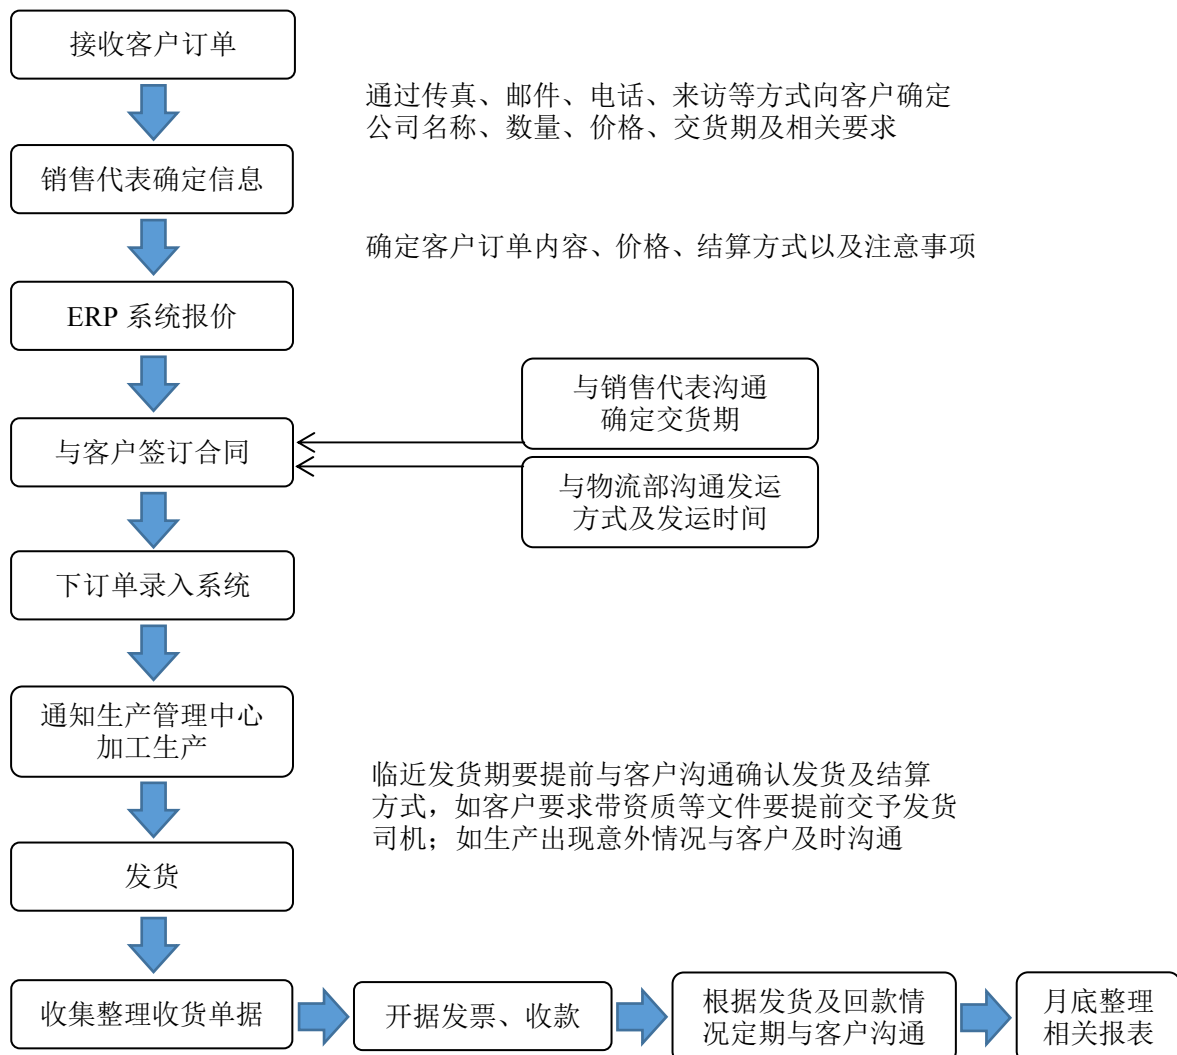 接收客户订单
通过传真、邮件、电话、来访等方式向客户确定
公司名称、数量、价格、交货期及相关要求
销售代表确定信息
确定客户订单内容、价格、结算方式以及注意事项
ERP 系统报价
与销售代表沟通
确定交货期
与客户签订合同
与物流部沟通发运
方式及发运时间
下订单录入系统
通知生产管理中心
加工生产
临近发货期要提前与客户沟通确认发货及结算
方式，如客户要求带资质等文件要提前交予发货
司机；如生产出现意外情况与客户及时沟通
发货
收集整理收货单据
开据发票、收款
根据发货及回款情
况定期与客户沟通
月底整理
相关报表